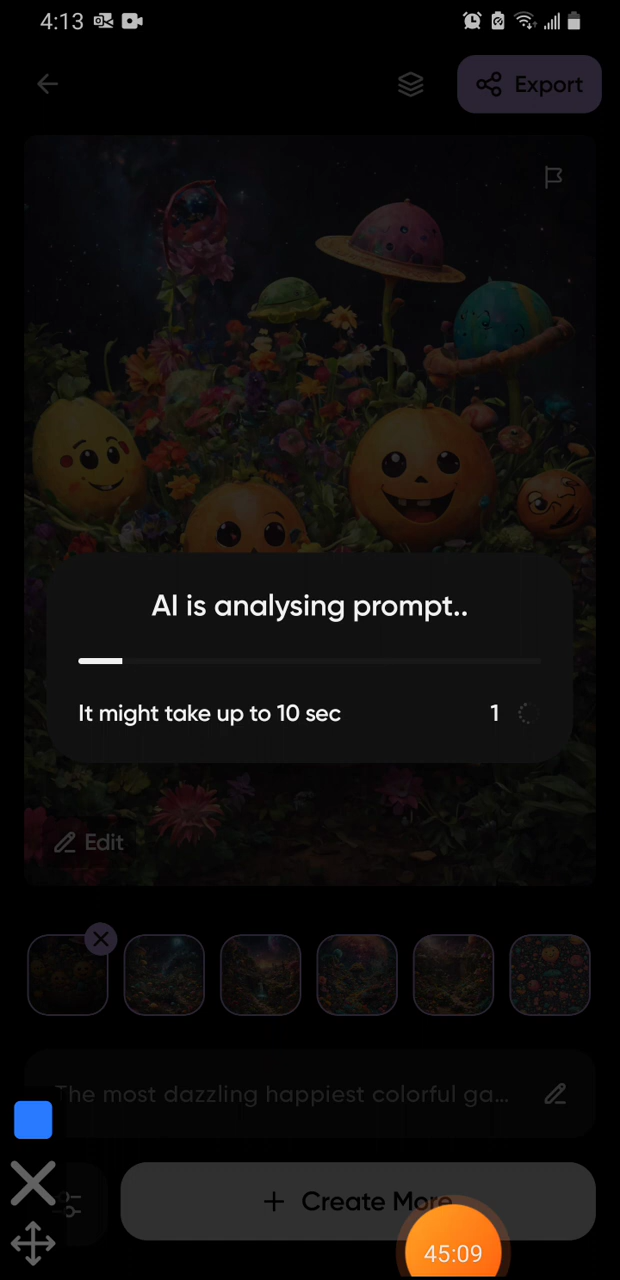 4:13
Export
AI is analysing prompt..
It might take up to 10 sec
1
Edit
The most dazzling happiest colorful ga...
+ Create More
45:09